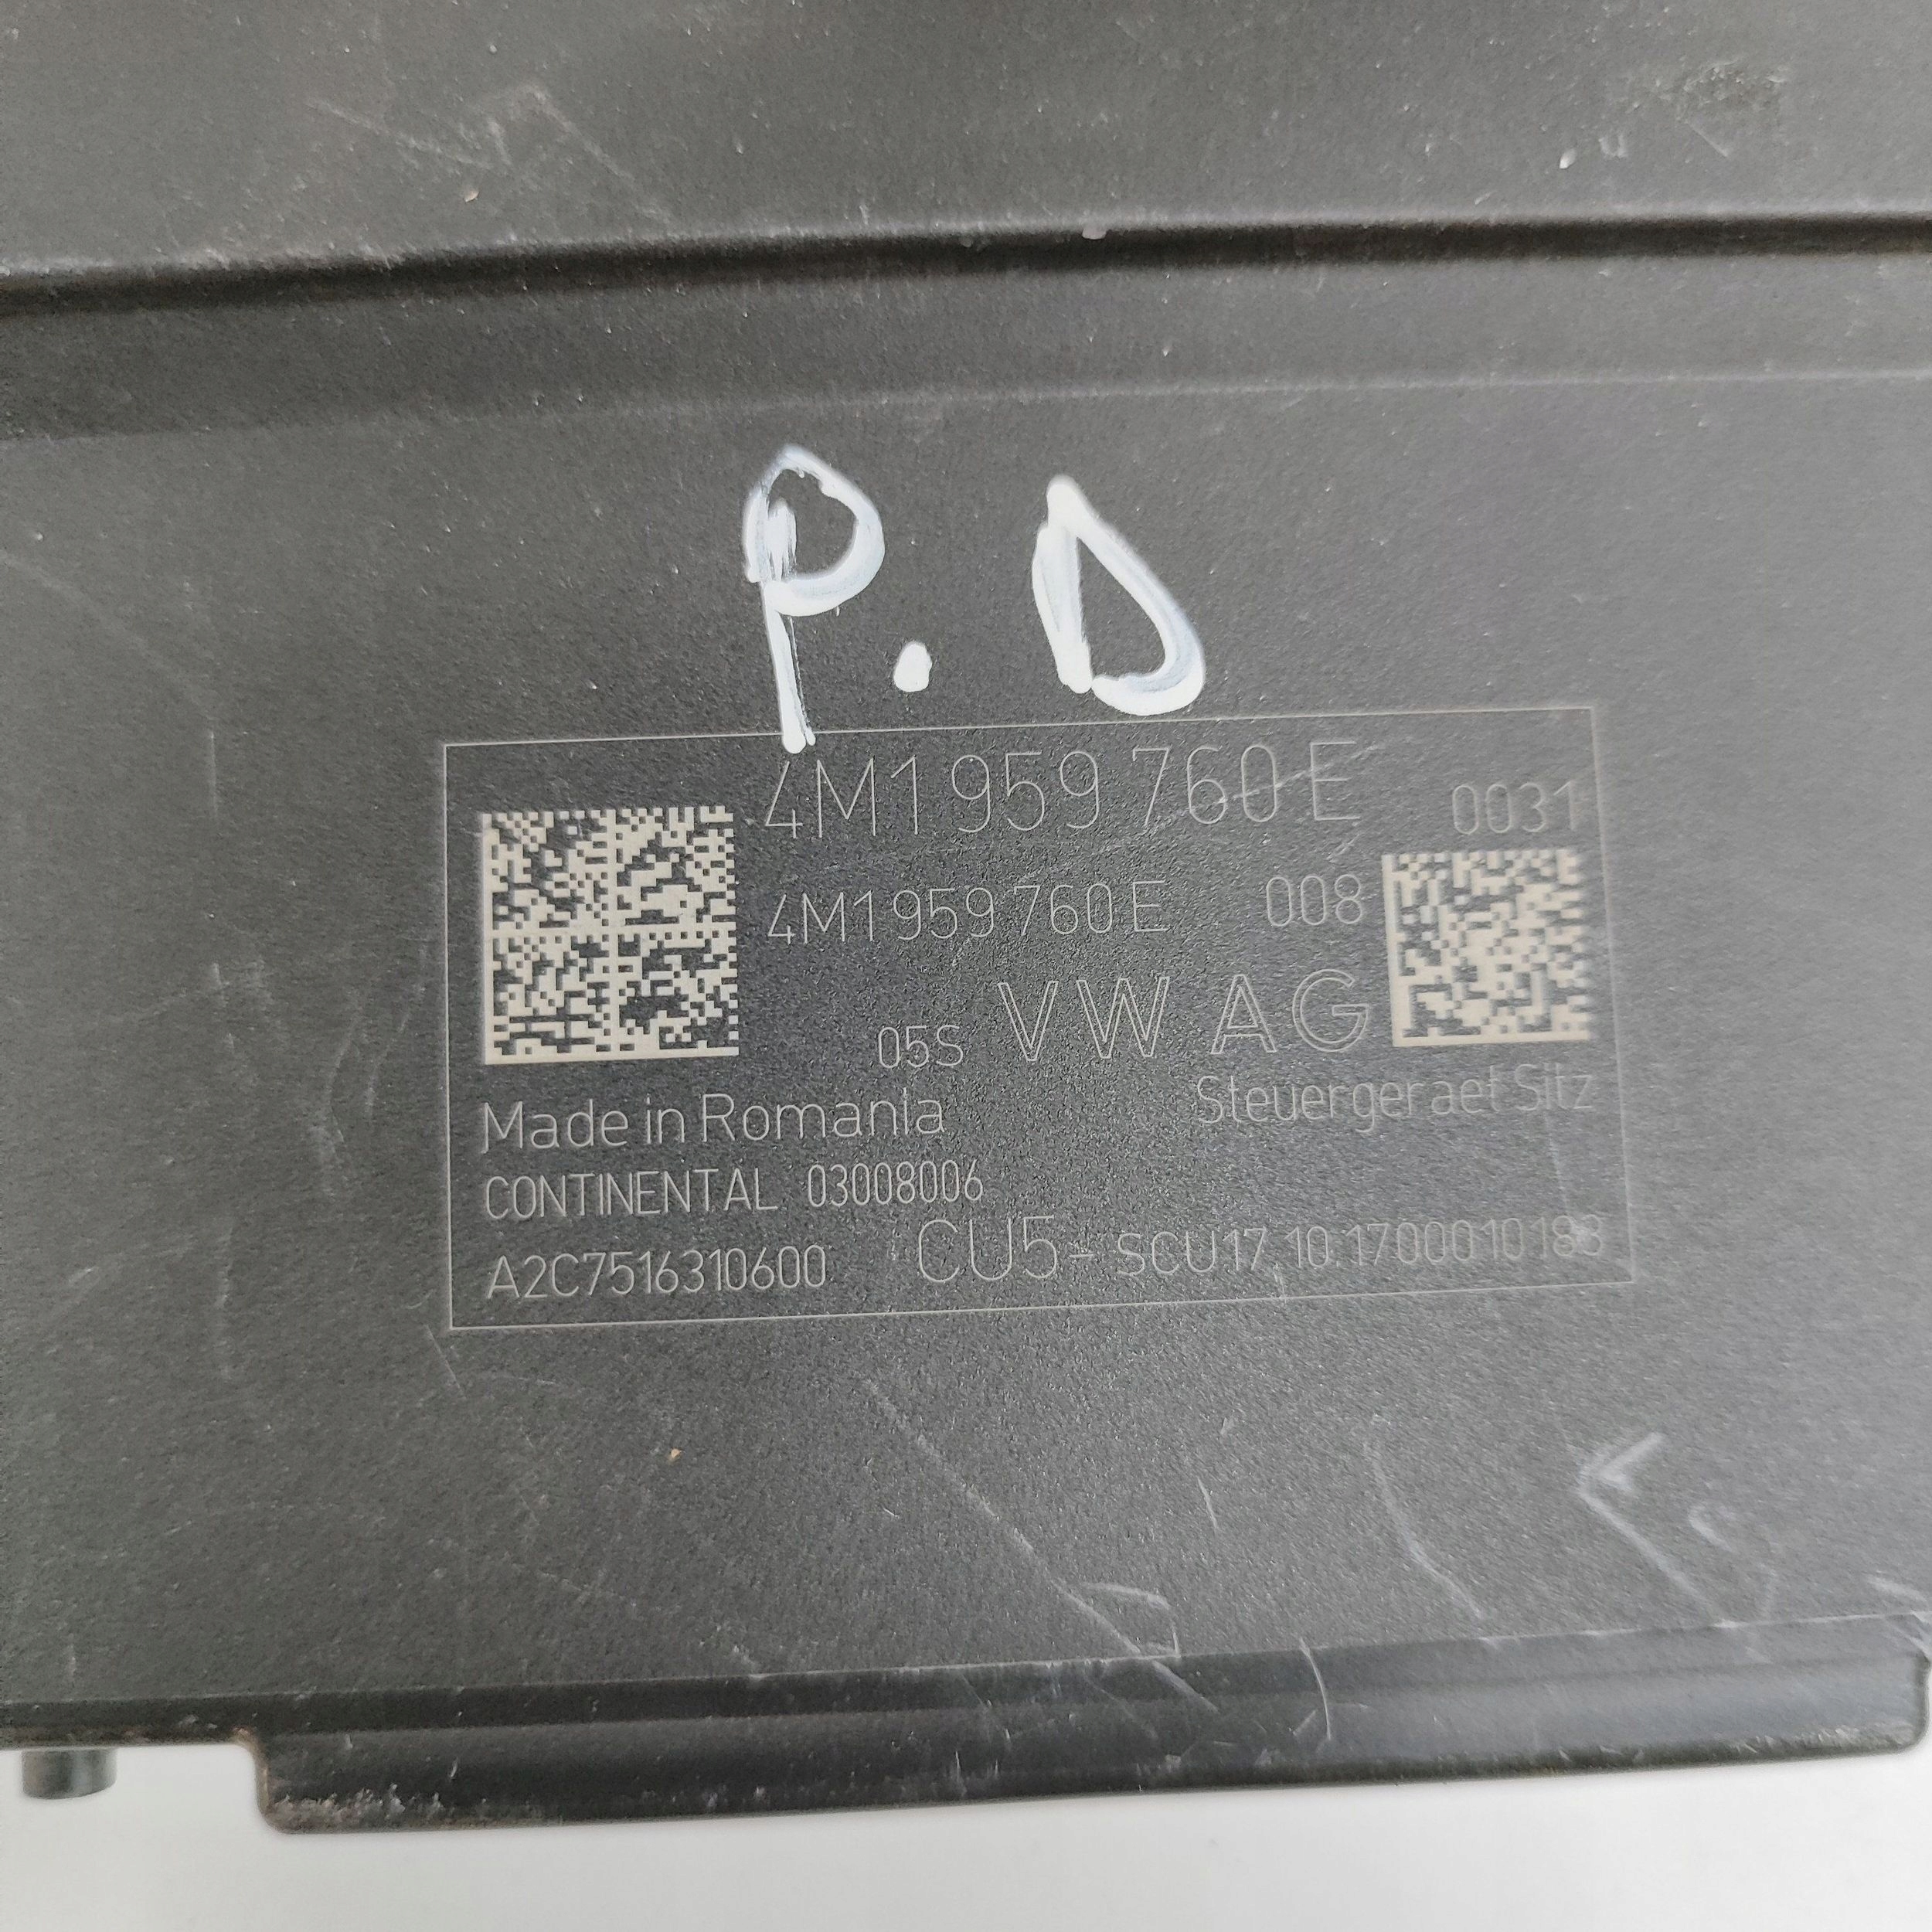 P.D
4M1 959 760 E 0031
4M1 959 760 E 008
05S VW AG
Steuergeraet Sitz
Made in Romania
CONTINENTAL 03008006
A2C7516310600 CU5- SCU17.10.1700010183